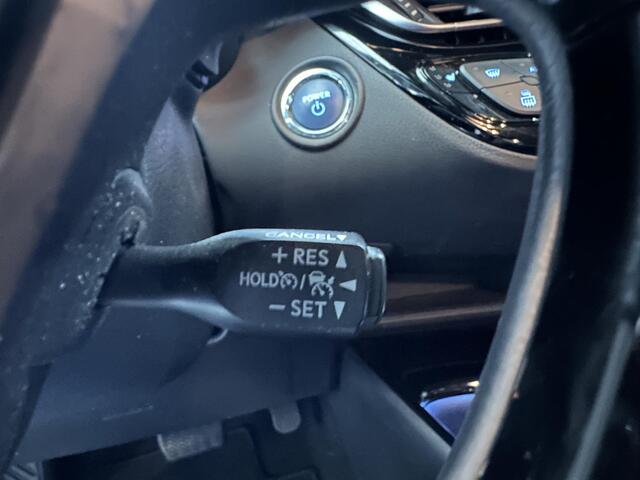 POWER
CANCEL▼
+ RES ▲
HOLD / ◄
− SET ▼